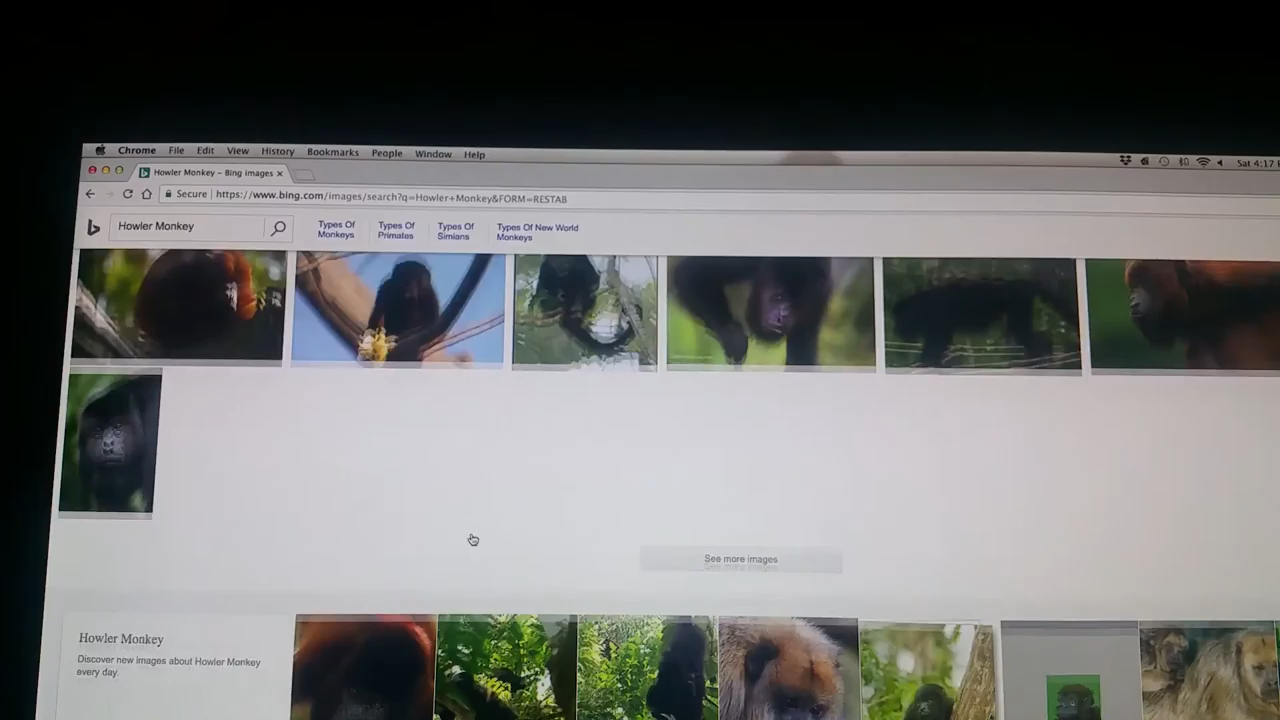 Chrome File Edit View History Bookmarks People Window Help Sat 4:17
Howler Monkey - Bing images
Secure https://www.bing.com/images/search?q=Howler+Monkey&FORM=RESTAB
Howler Monkey
Types Of
Monkeys
Types Of
Primates
Types Of
Simians
Types Of New World
Monkeys
See more images
Howler Monkey
Discover new images about Howler Monkey
every day.